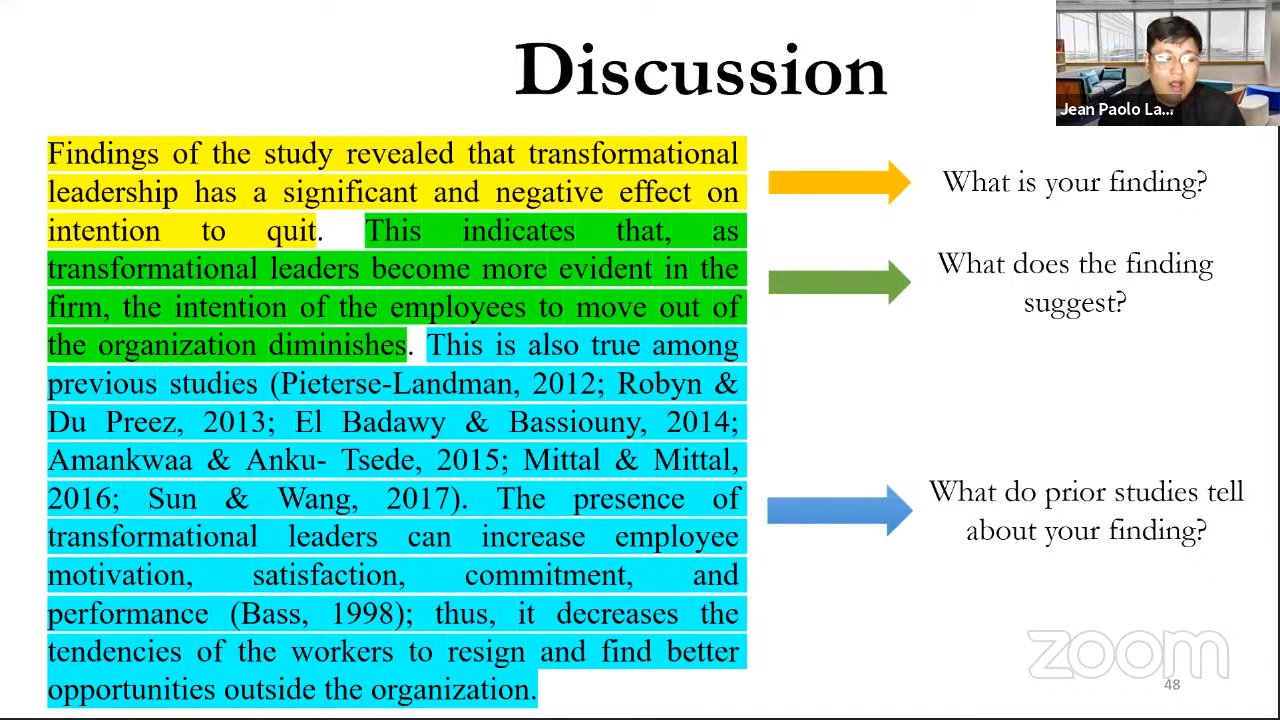 Discussion
Jean Paolo La...
Findings of the study revealed that transformational
leadership has a significant and negative effect on
intention to quit. This indicates that, as
transformational leaders become more evident in the
firm, the intention of the employees to move out of
the organization diminishes. This is also true among
previous studies (Pieterse-Landman, 2012; Robyn &
Du Preez, 2013; El Badawy & Bassiouny, 2014;
Amankwaa & Anku- Tsede, 2015; Mittal & Mittal,
2016; Sun & Wang, 2017). The presence of
transformational leaders can increase employee
motivation, satisfaction, commitment, and
performance (Bass, 1998); thus, it decreases the
tendencies of the workers to resign and find better
opportunities outside the organization.
What is your finding?
What does the finding
suggest?
What do prior studies tell
about your finding?
zoom
48